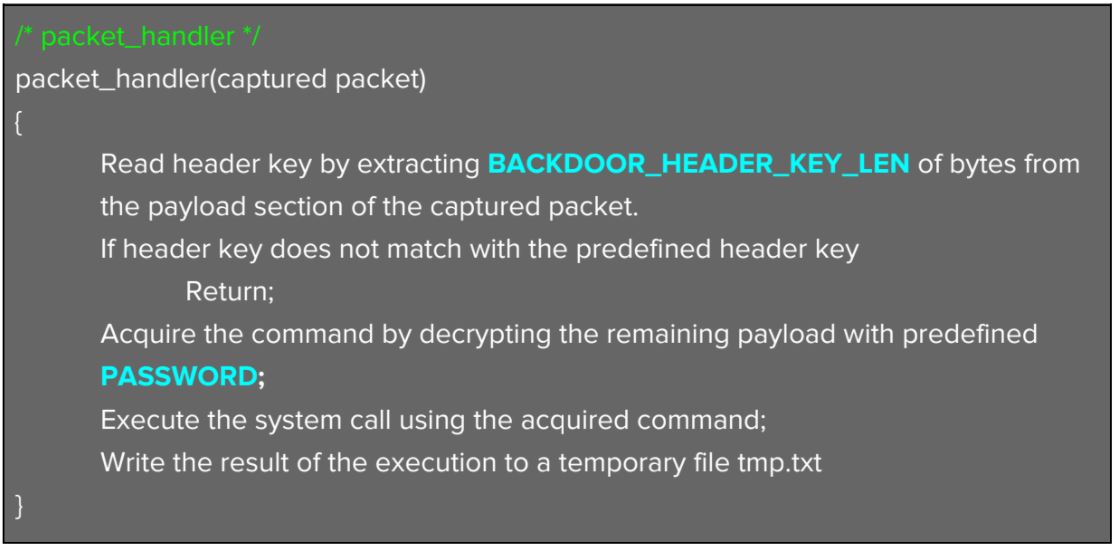 /* packet_handler */
packet_handler(captured packet)
{
Read header key by extracting BACKDOOR_HEADER_KEY_LEN of bytes from
the payload section of the captured packet.
If header key does not match with the predefined header key
Return;
Acquire the command by decrypting the remaining payload with predefined
PASSWORD;
Execute the system call using the acquired command;
Write the result of the execution to a temporary file tmp.txt
}